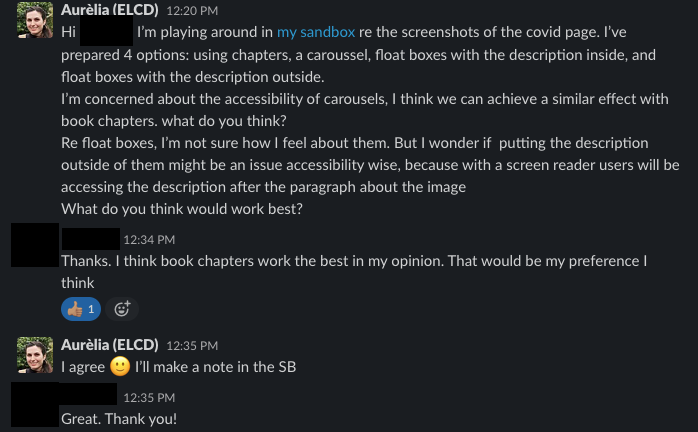 Aurèlia (ELCD) 12:20 PM
Hi I'm playing around in my sandbox re the screenshots of the covid page. I've
prepared 4 options: using chapters, a caroussel, float boxes with the description inside, and
float boxes with the description outside.
I'm concerned about the accessibility of carousels, I think we can achieve a similar effect with
book chapters. what do you think?
Re float boxes, I'm not sure how I feel about them. But I wonder if putting the description
outside of them might be an issue accessibility wise, because with a screen reader users will be
accessing the description after the paragraph about the image
What do you think would work best?
12:34 PM
Thanks. I think book chapters work the best in my opinion. That would be my preference I
think
1
Aurèlia (ELCD) 12:35 PM
I agree 🙂 I'll make a note in the SB
12:35 PM
Great. Thank you!